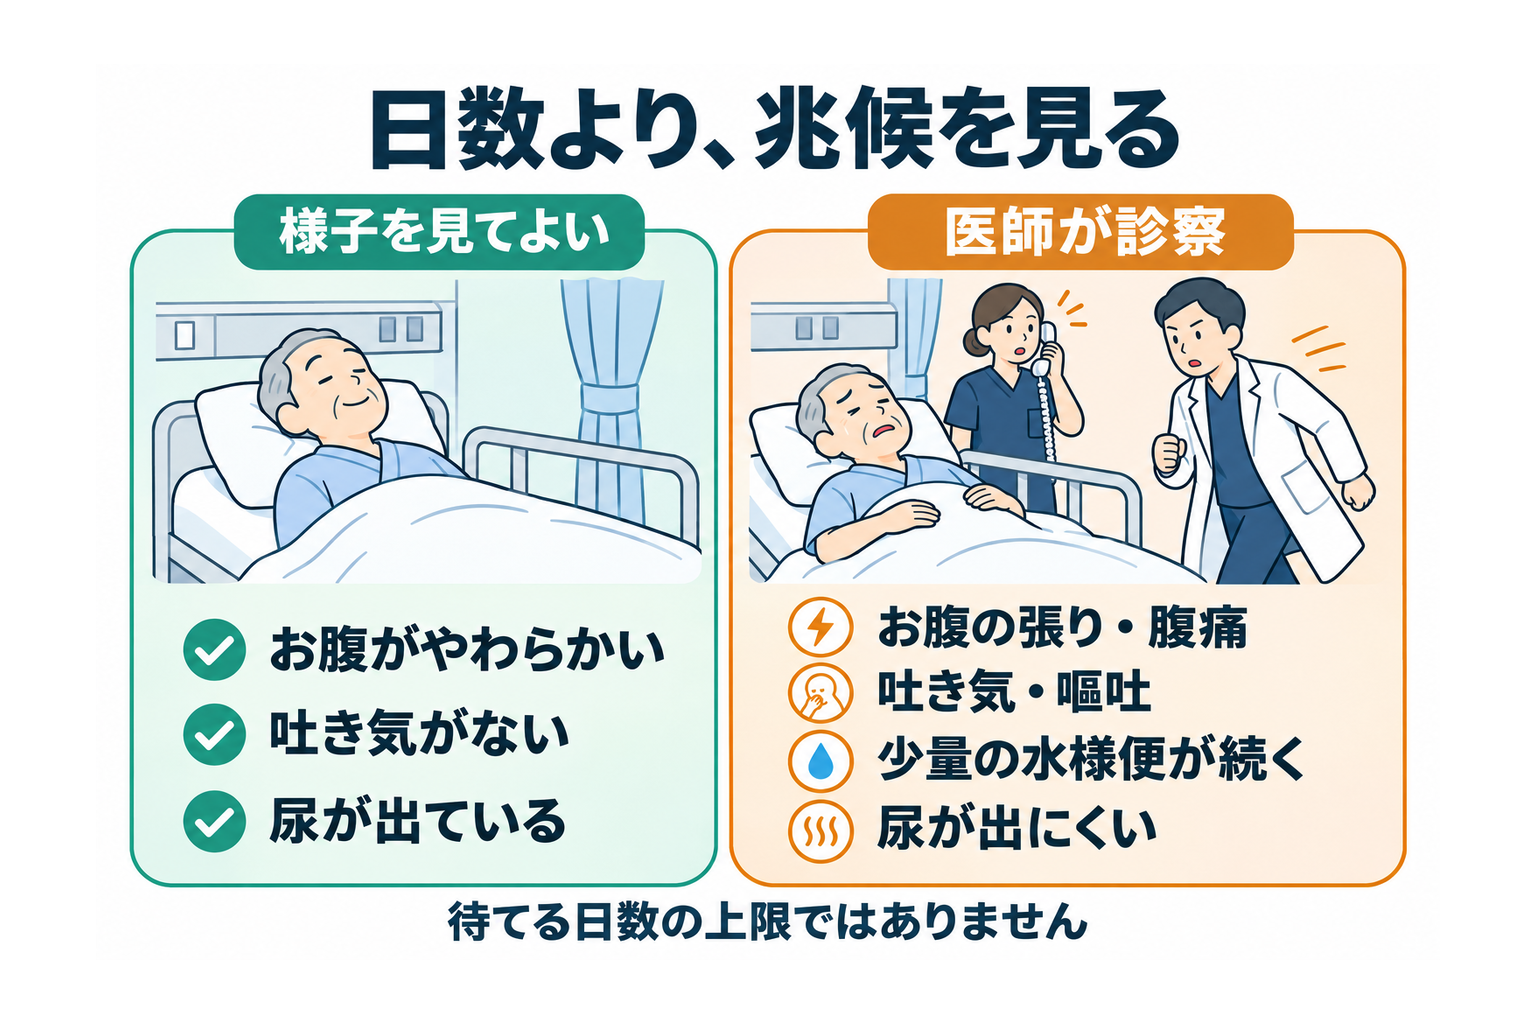 日数より、兆候を見る
様子を見てよい
お腹がやわらかい
吐き気がない
尿が出ている
医師が診察
お腹の張り・腹痛
吐き気・嘔吐
少量の水様便が続く
尿が出にくい
待てる日数の上限ではありません